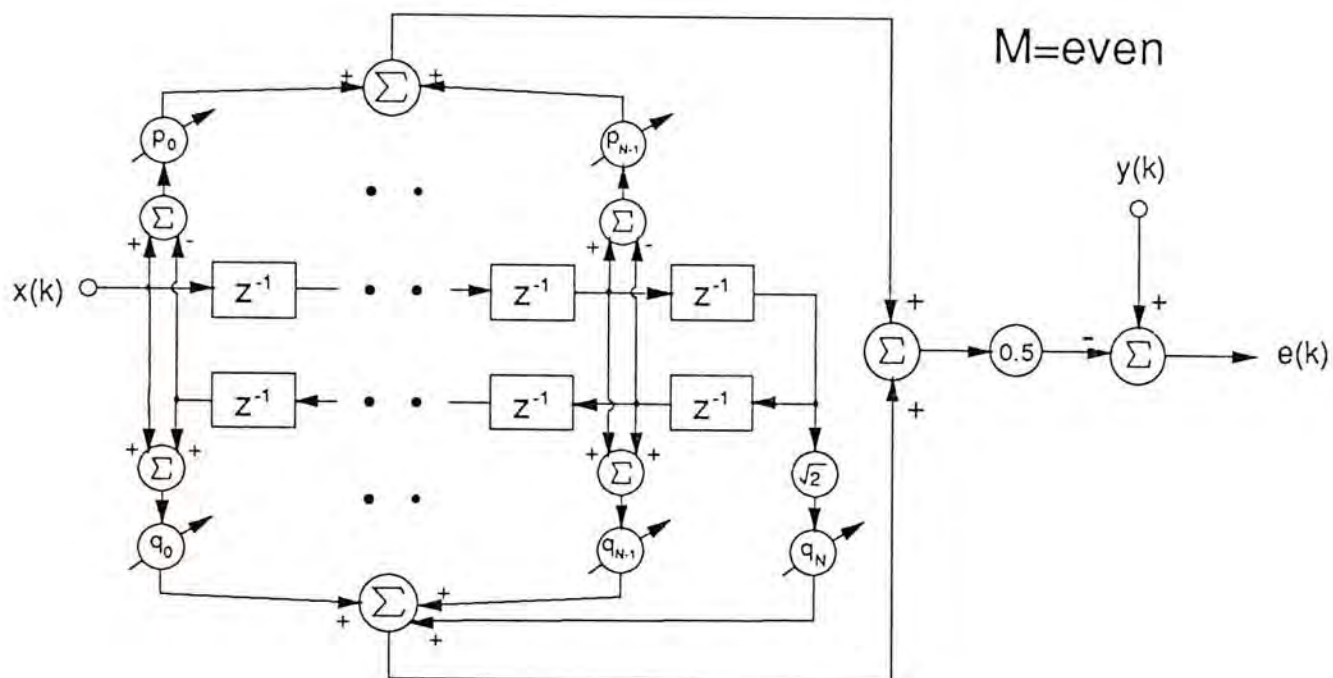 M=even
+ Σ +
p₀
p_{N-1}
y(k)
Σ
Σ
+ -
+ -
x(k)
z⁻¹
z⁻¹
z⁻¹
+
+
Σ
0.5
-
Σ
e(k)
+
z⁻¹
z⁻¹
z⁻¹
+ Σ +
+ Σ +
√2
q₀
q_{N-1}
q_N
+ Σ +
+